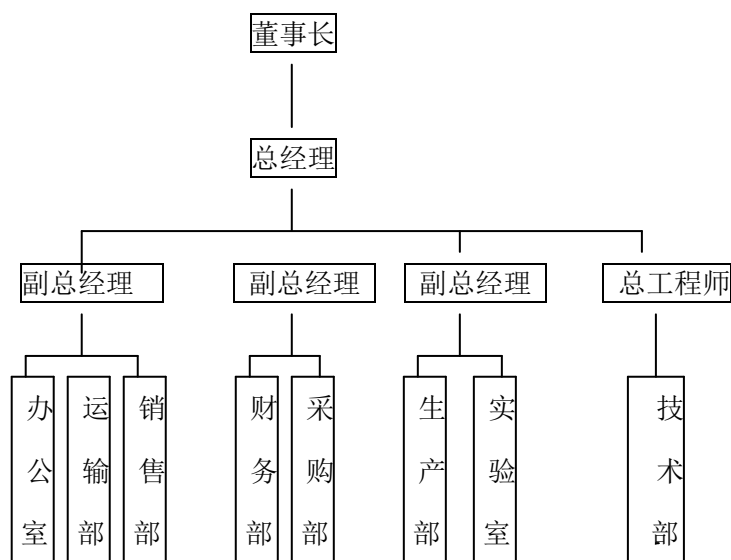 董事长
总经理
副总经理
副总经理
副总经理
总工程师
办公室
运输部
销售部
财务部
采购部
生产部
实验室
技术部